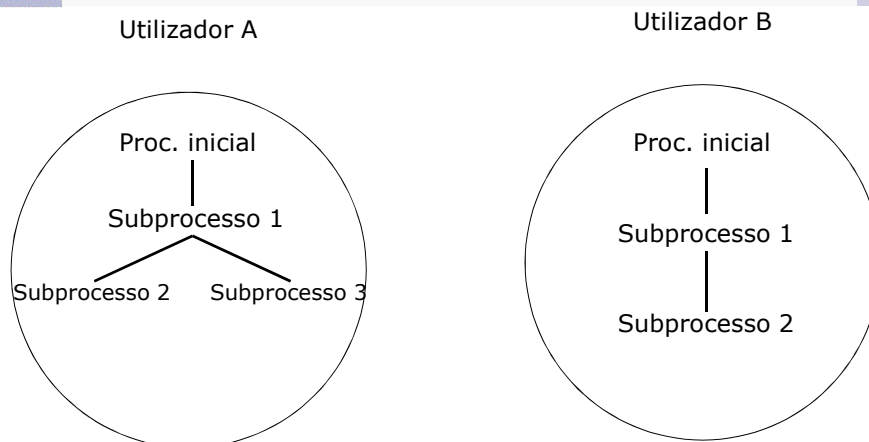 Utilizador A
Proc. inicial
Subprocesso 1
Subprocesso 2
Subprocesso 3
Utilizador B
Proc. inicial
Subprocesso 1
Subprocesso 2